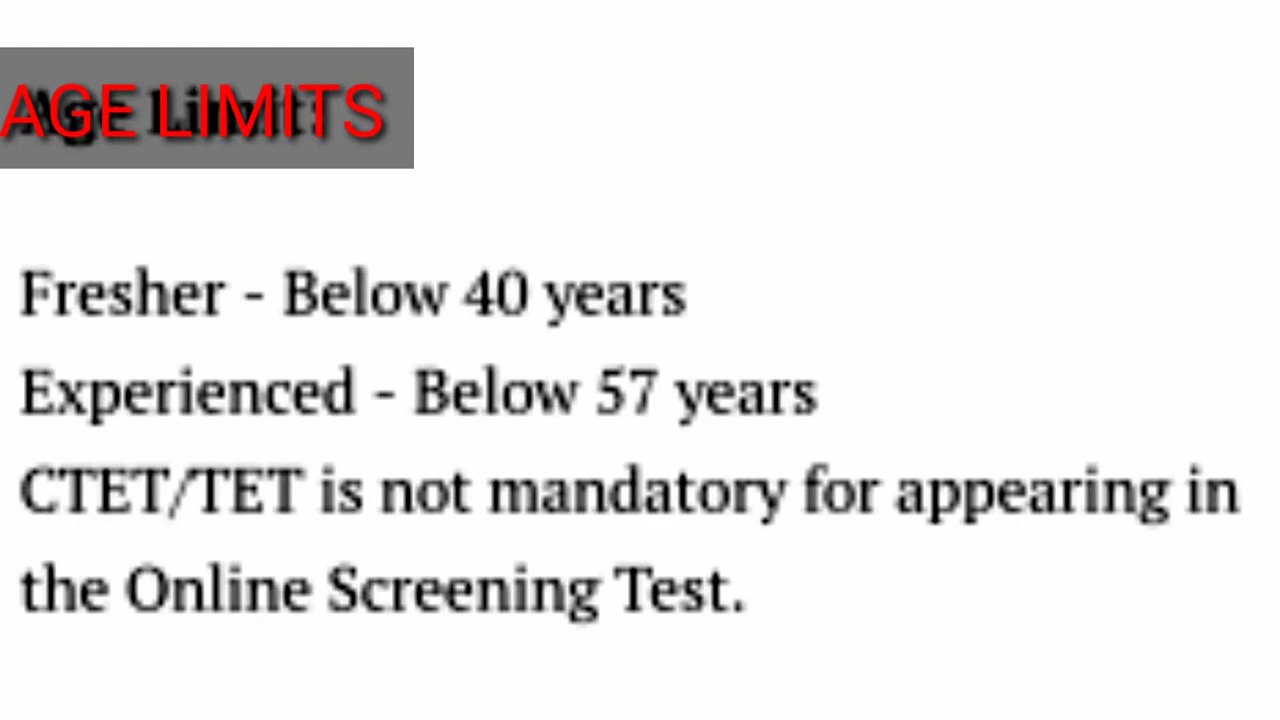 AGE LIMITS
Fresher - Below 40 years
Experienced - Below 57 years
CTET/TET is not mandatory for appearing in
the Online Screening Test.